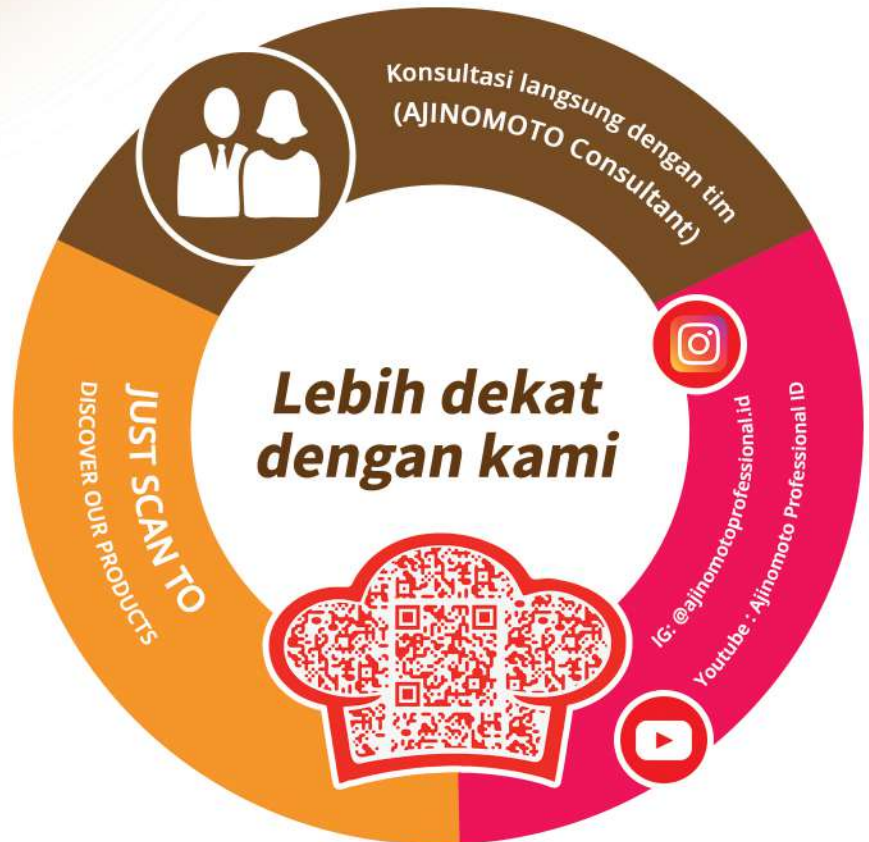 Konsultasi langsung dengan tim
(AJINOMOTO Consultant)
Lebih dekat
dengan kami
JUST SCAN TO
DISCOVER OUR PRODUCTS
IG: @ajinomotoprofessional.id
Youtube : Ajinomoto Professional ID